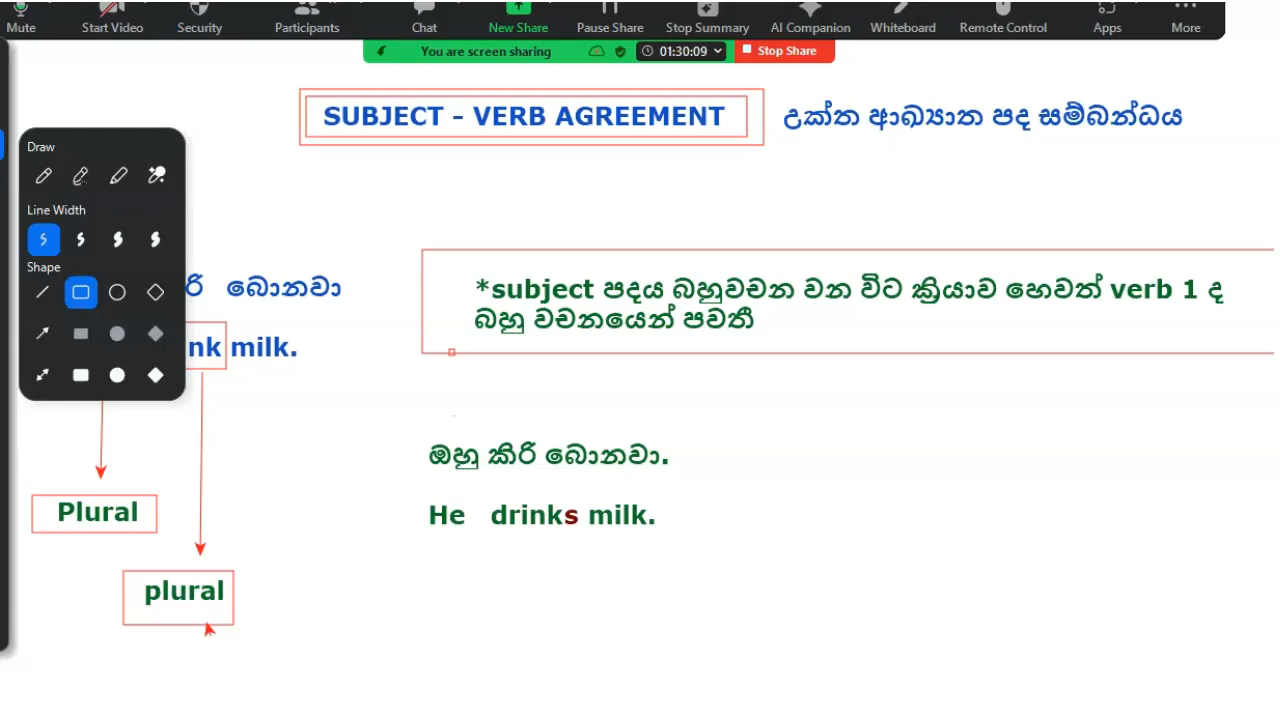 Mute Start Video Security Participants Chat New Share Pause Share Stop Summary AI Companion Whiteboard Remote Control Apps More
You are screen sharing 01:30:09 Stop Share
SUBJECT - VERB AGREEMENT උක්ත ආඛ්‍යාත පද සම්බන්ධය
Draw
Line Width
Shape
රි බොනවා
*subject පදය බහුවචන වන විට ක්‍රියාව හෙවත් verb 1 ද
බහු වචනයෙන් පවතී
nk milk.
ඔහු කිරි බොනවා.
Plural
He drinks milk.
plural